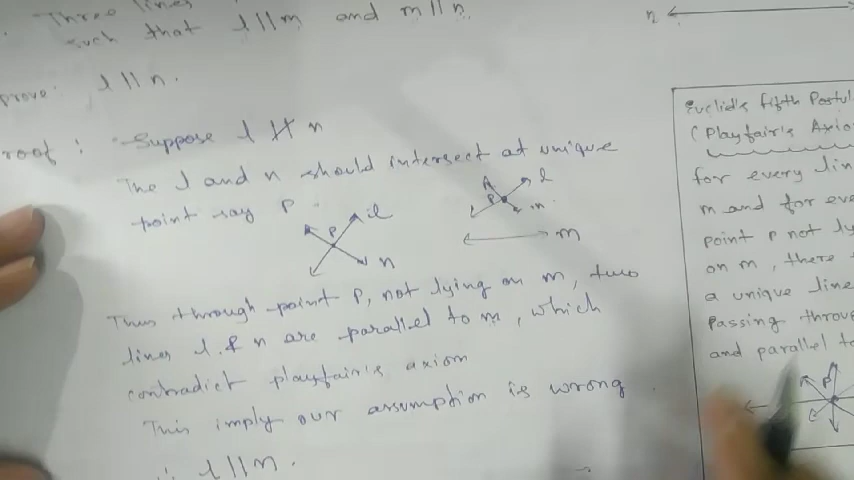 Three lines
such that l || m and m || n
n
prove: l || n.
roof : Suppose l ∦ n
The l and n should intersect at unique
point say P.
P l
n
P l
n
m
Thus through point P, not lying on m, two
lines l & n are parallel to m, which
contradict playfair's axiom
This imply our assumption is wrong.
∴ l || n.
Euclid's fifth Postul
(Playfair's Axio
for every lin
m and for eve
point P not ly
on m, there
a unique line
Passing throu
and parallel to
P